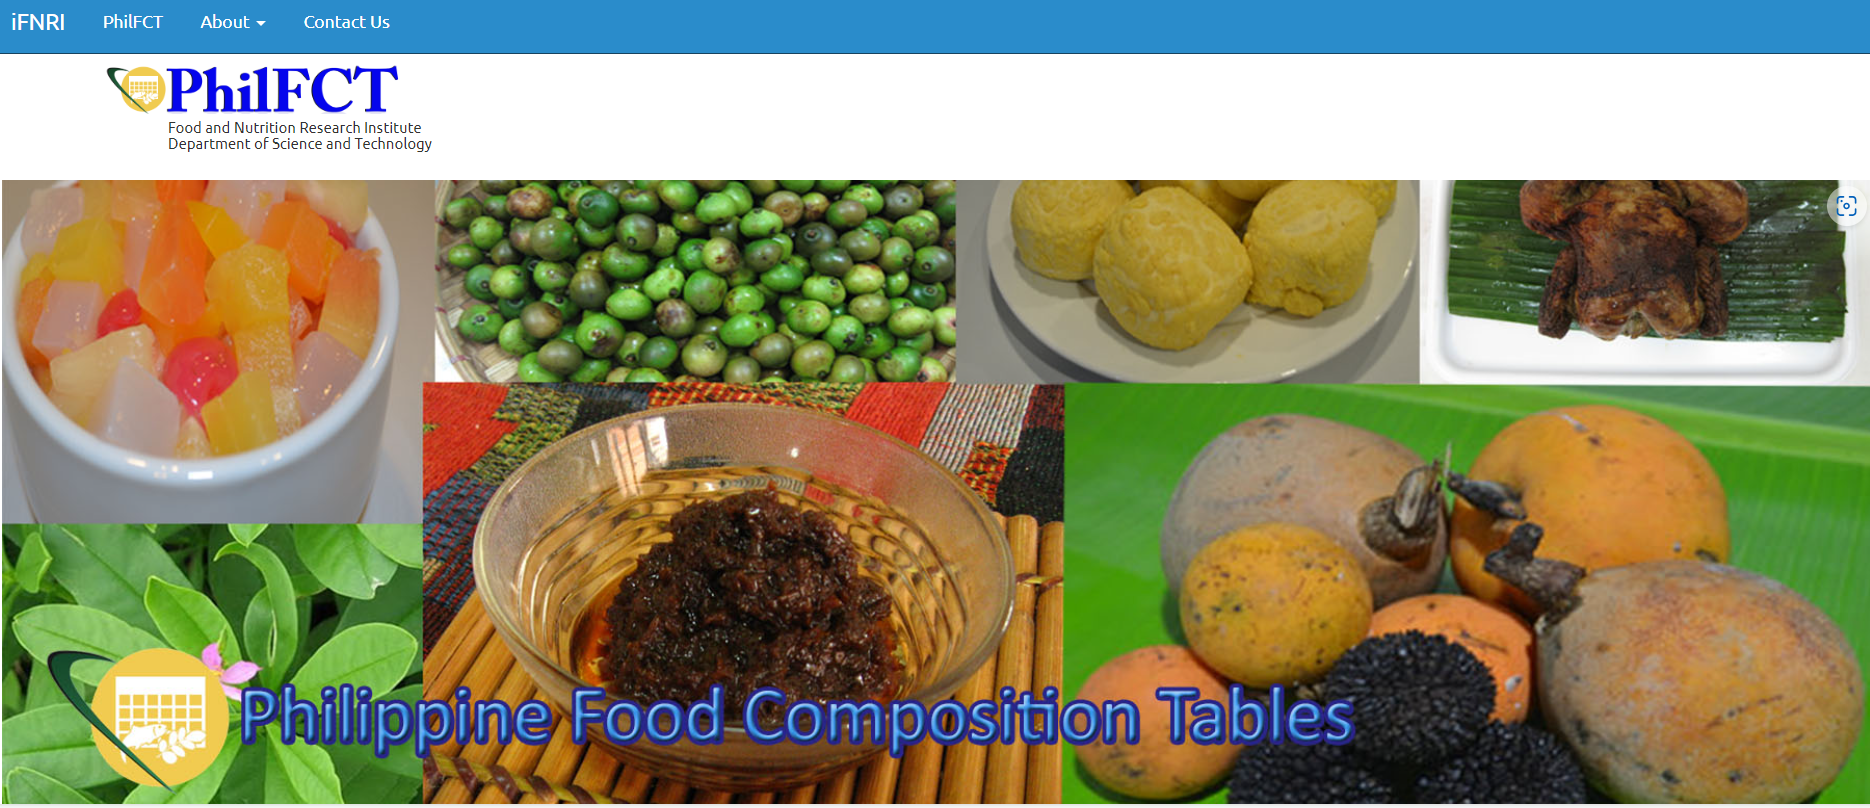 iFNRI PhilFCT About Contact Us
PhilFCT
Food and Nutrition Research Institute
Department of Science and Technology
Philippine Food Composition Tables